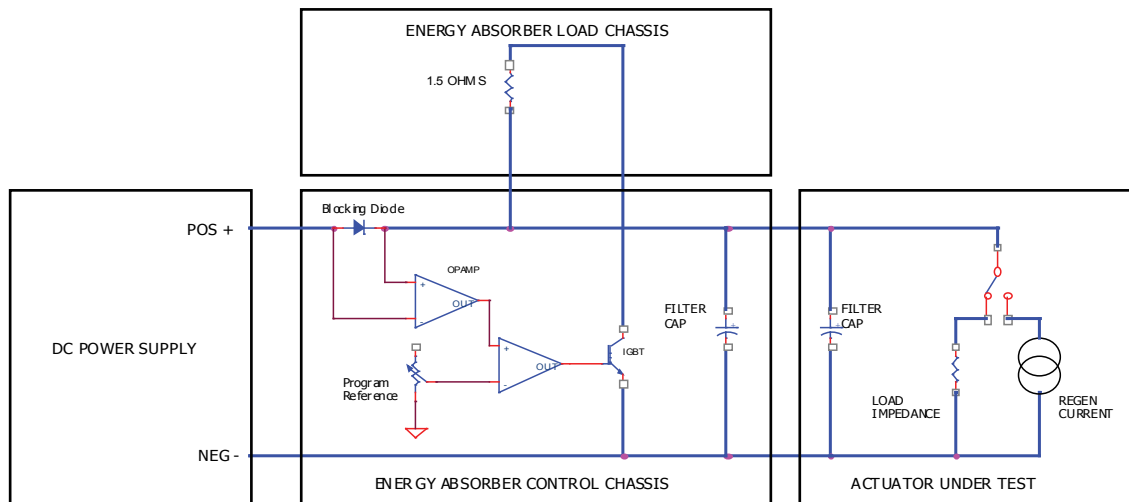 ENERGY ABSORBER LOAD CHASSIS
1.5 OHMS
Blocking Diode
POS +
OPAMP
+
OUT
-
FILTER
CAP
FILTER
CAP
DC POWER SUPPLY
+
OUT
-
IGBT
Program
Reference
LOAD
IMPEDANCE
REGEN
CURRENT
NEG -
ENERGY ABSORBER CONTROL CHASSIS
ACTUATOR UNDER TEST